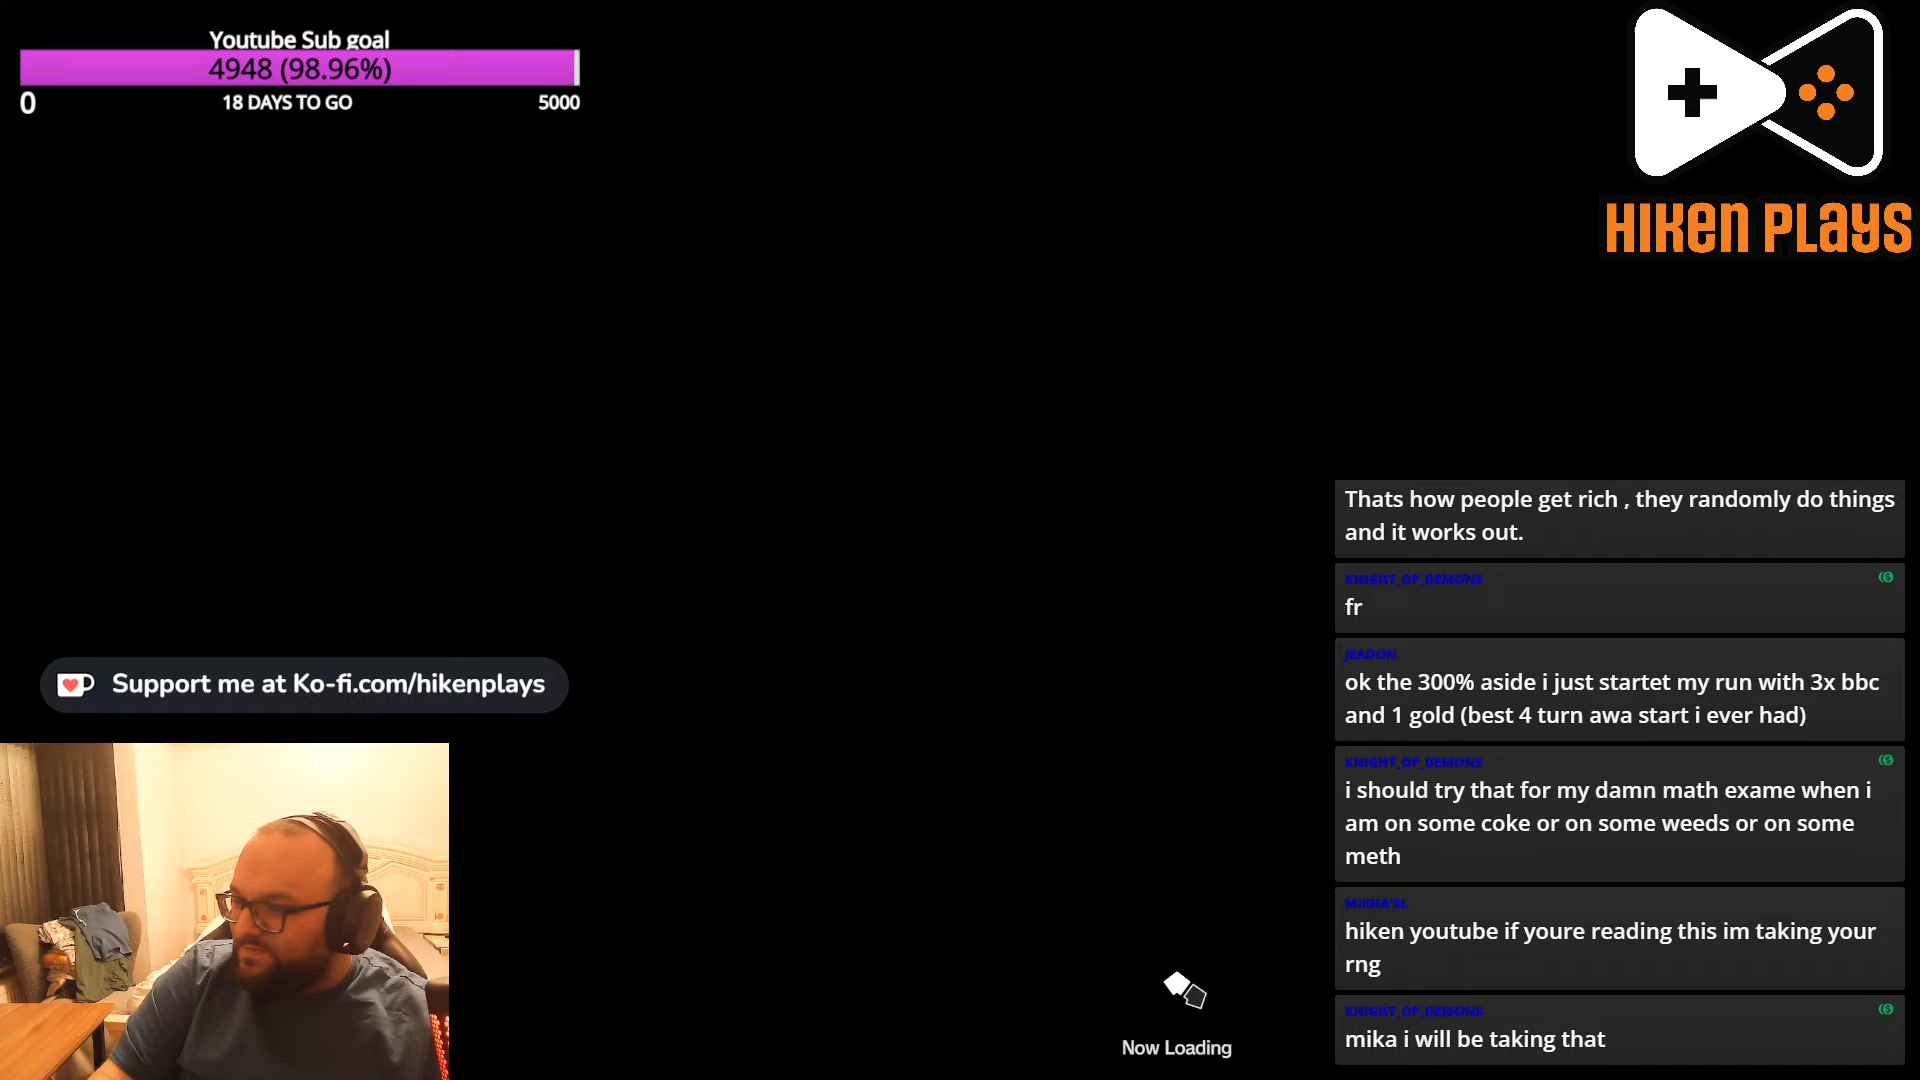 Youtube Sub goal
4948 (98.96%)
0
18 DAYS TO GO
5000
HIKEN PLAYS
Thats how people get rich , they randomly do things
and it works out.
KNIGHT_OF_DEMONS
fr
JEADON
ok the 300% aside i just startet my run with 3x bbc
and 1 gold (best 4 turn awa start i ever had)
KNIGHT_OF_DEMONS
i should try that for my damn math exame when i
am on some coke or on some weeds or on some
meth
MIKHA'EL
hiken youtube if youre reading this im taking your
rng
KNIGHT_OF_DEMONS
mika i will be taking that
Support me at Ko-fi.com/hikenplays
Now Loading